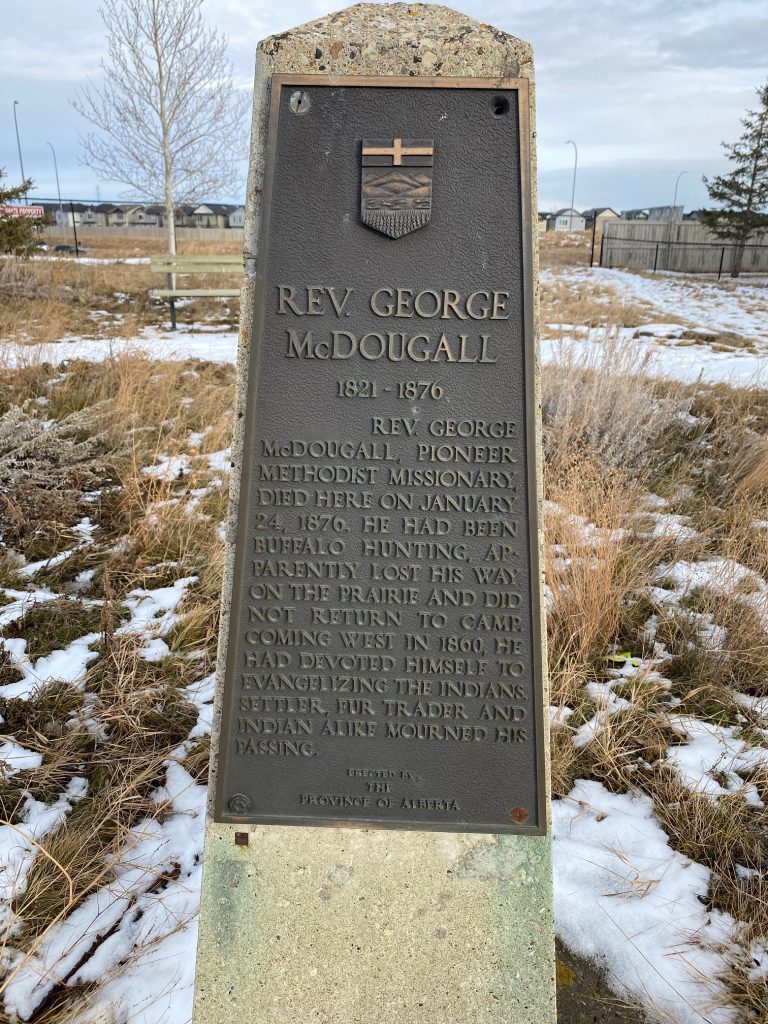 REV. GEORGE
McDOUGALL
1821 - 1876
REV. GEORGE
McDOUGALL, PIONEER
METHODIST MISSIONARY,
DIED HERE ON JANUARY
24, 1876. HE HAD BEEN
BUFFALO HUNTING, AP-
PARENTLY LOST HIS WAY
ON THE PRAIRIE AND DID
NOT RETURN TO CAMP.
COMING WEST IN 1860, HE
HAD DEVOTED HIMSELF TO
EVANGELIZING THE INDIANS.
SETTLER, FUR TRADER AND
INDIAN ALIKE MOURNED HIS
PASSING.
ERECTED BY
THE
PROVINCE OF ALBERTA